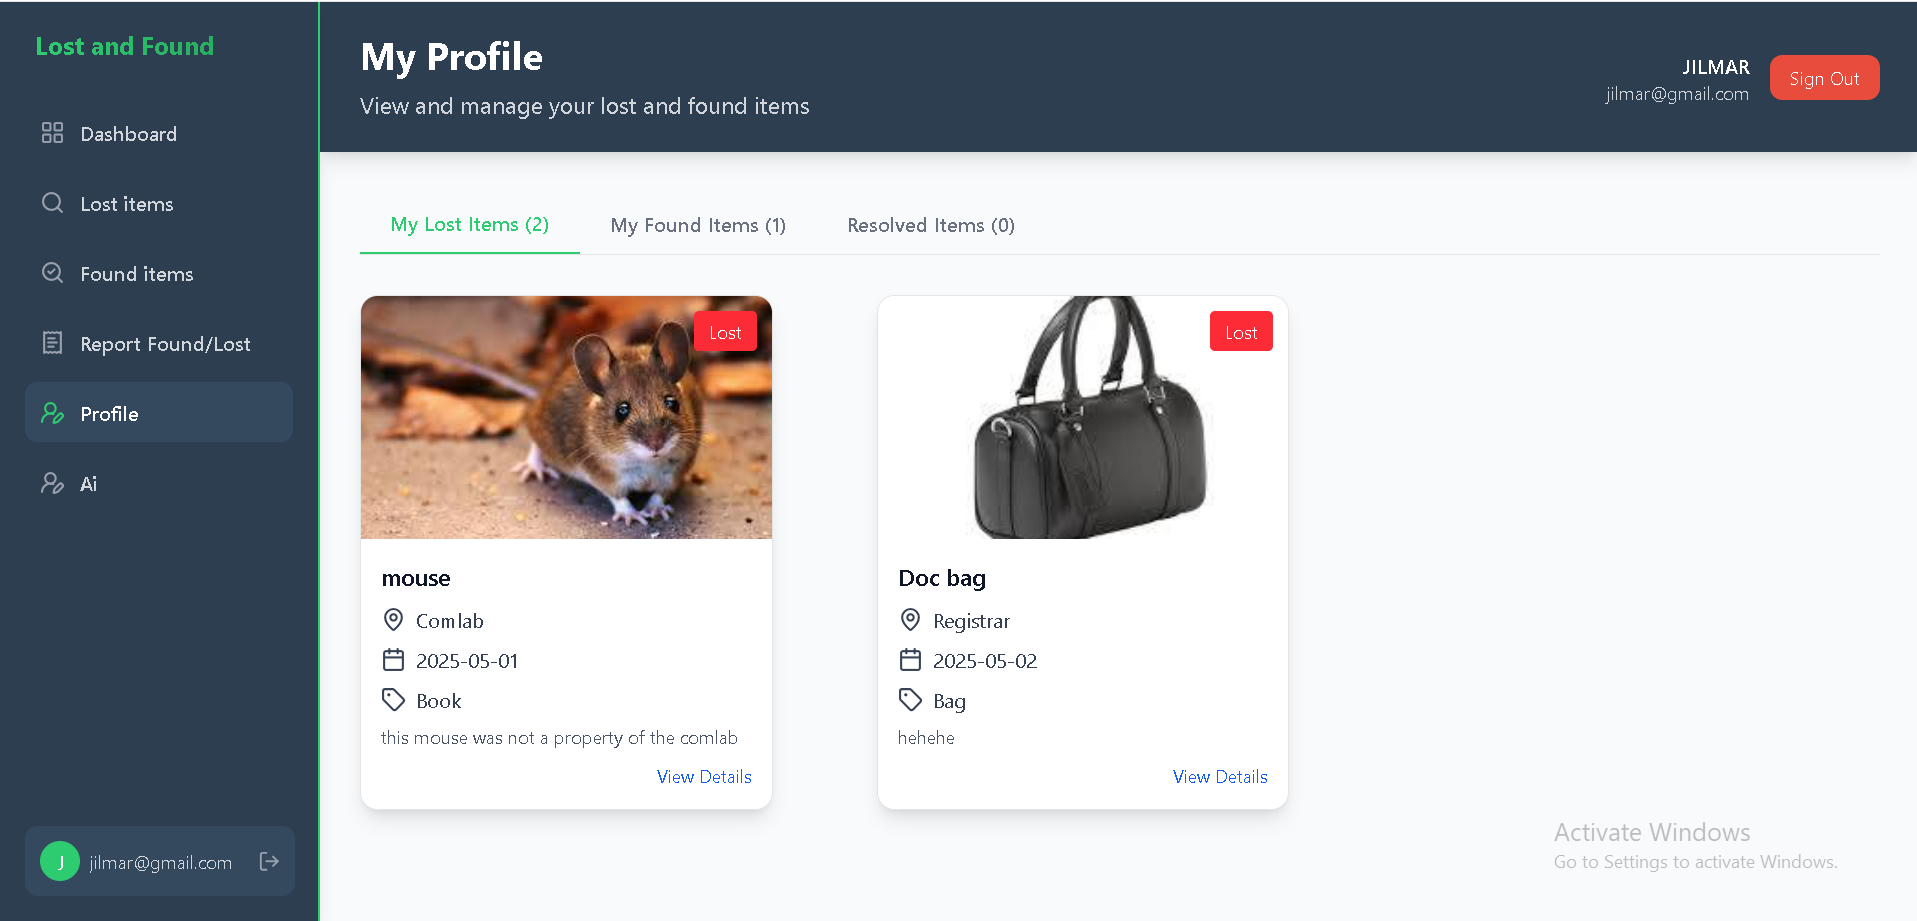 Lost and Found
Dashboard
Lost items
Found items
Report Found/Lost
Profile
Ai
J
jilmar@gmail.com
My Profile
View and manage your lost and found items
JILMAR
jilmar@gmail.com
Sign Out
My Lost Items (2)
My Found Items (1)
Resolved Items (0)
Lost
mouse
Comlab
2025-05-01
Book
this mouse was not a property of the comlab
View Details
Lost
Doc bag
Registrar
2025-05-02
Bag
hehehe
View Details
Activate Windows
Go to Settings to activate Windows.